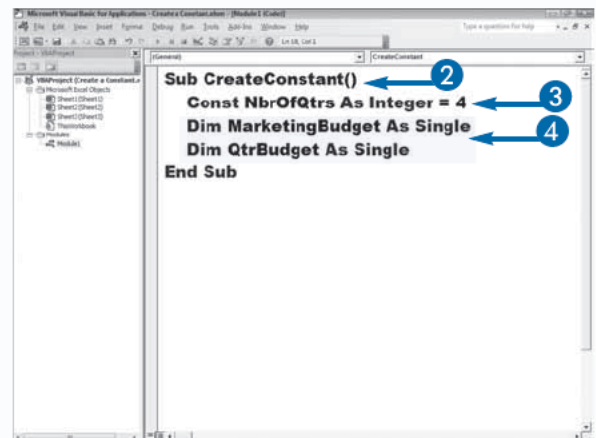 Microsoft Visual Basic for Applications - Create a Constant.xlsm - [Module1 (Code)]
File Edit View Insert Format Debug Run Tools Add-Ins Window Help
Type a question for help
Ln 18, Col 1
Project - VBAProject
(General)
CreateConstant
VBAProject (Create a Constant.x
Microsoft Excel Objects
Sheet1 (Sheet1)
Sheet2 (Sheet2)
Sheet3 (Sheet3)
ThisWorkbook
Modules
Module1
Sub CreateConstant()
2
Const NbrOfQtrs As Integer = 4
3
Dim MarketingBudget As Single
4
Dim QtrBudget As Single
End Sub